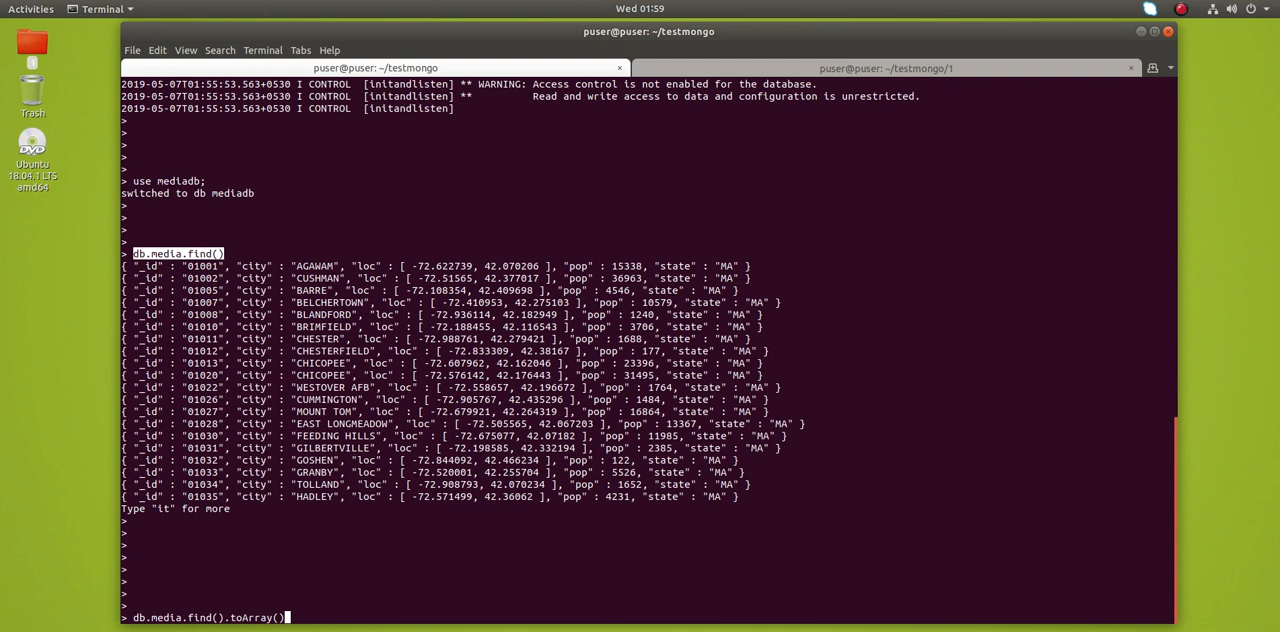 Activities Terminal Wed 01:59
puser@puser: ~/testmongo
File Edit View Search Terminal Tabs Help
puser@puser: ~/testmongo × puser@puser: ~/testmongo/1 ×
1
Trash
Ubuntu
18.04.1 LTS
amd64
2019-05-07T01:55:53.563+0530 I CONTROL  [initandlisten] ** WARNING: Access control is not enabled for the database.
2019-05-07T01:55:53.563+0530 I CONTROL  [initandlisten] **          Read and write access to data and configuration is unrestricted.
2019-05-07T01:55:53.563+0530 I CONTROL  [initandlisten]
>
>
>
>
>
> use mediadb;
switched to db mediadb
>
>
>
>
> db.media.find()
{ "_id" : "01001", "city" : "AGAWAM", "loc" : [ -72.622739, 42.070206 ], "pop" : 15338, "state" : "MA" }
{ "_id" : "01002", "city" : "CUSHMAN", "loc" : [ -72.51565, 42.377017 ], "pop" : 36963, "state" : "MA" }
{ "_id" : "01005", "city" : "BARRE", "loc" : [ -72.108354, 42.409698 ], "pop" : 4546, "state" : "MA" }
{ "_id" : "01007", "city" : "BELCHERTOWN", "loc" : [ -72.410953, 42.275103 ], "pop" : 10579, "state" : "MA" }
{ "_id" : "01008", "city" : "BLANDFORD", "loc" : [ -72.936114, 42.182949 ], "pop" : 1240, "state" : "MA" }
{ "_id" : "01010", "city" : "BRIMFIELD", "loc" : [ -72.188455, 42.116543 ], "pop" : 3706, "state" : "MA" }
{ "_id" : "01011", "city" : "CHESTER", "loc" : [ -72.988761, 42.279421 ], "pop" : 1688, "state" : "MA" }
{ "_id" : "01012", "city" : "CHESTERFIELD", "loc" : [ -72.833309, 42.38167 ], "pop" : 177, "state" : "MA" }
{ "_id" : "01013", "city" : "CHICOPEE", "loc" : [ -72.607962, 42.162046 ], "pop" : 23396, "state" : "MA" }
{ "_id" : "01020", "city" : "CHICOPEE", "loc" : [ -72.576142, 42.176443 ], "pop" : 31495, "state" : "MA" }
{ "_id" : "01022", "city" : "WESTOVER AFB", "loc" : [ -72.558657, 42.196672 ], "pop" : 1764, "state" : "MA" }
{ "_id" : "01026", "city" : "CUMMINGTON", "loc" : [ -72.905767, 42.435296 ], "pop" : 1484, "state" : "MA" }
{ "_id" : "01027", "city" : "MOUNT TOM", "loc" : [ -72.679921, 42.264319 ], "pop" : 16864, "state" : "MA" }
{ "_id" : "01028", "city" : "EAST LONGMEADOW", "loc" : [ -72.505565, 42.067203 ], "pop" : 13367, "state" : "MA" }
{ "_id" : "01030", "city" : "FEEDING HILLS", "loc" : [ -72.675077, 42.07182 ], "pop" : 11985, "state" : "MA" }
{ "_id" : "01031", "city" : "GILBERTVILLE", "loc" : [ -72.198585, 42.332194 ], "pop" : 2385, "state" : "MA" }
{ "_id" : "01032", "city" : "GOSHEN", "loc" : [ -72.844092, 42.466234 ], "pop" : 122, "state" : "MA" }
{ "_id" : "01033", "city" : "GRANBY", "loc" : [ -72.520001, 42.255704 ], "pop" : 5526, "state" : "MA" }
{ "_id" : "01034", "city" : "TOLLAND", "loc" : [ -72.908793, 42.070234 ], "pop" : 1652, "state" : "MA" }
{ "_id" : "01035", "city" : "HADLEY", "loc" : [ -72.571499, 42.36062 ], "pop" : 4231, "state" : "MA" }
Type "it" for more
>
>
>
>
>
>
>
>
> db.media.find().toArray()